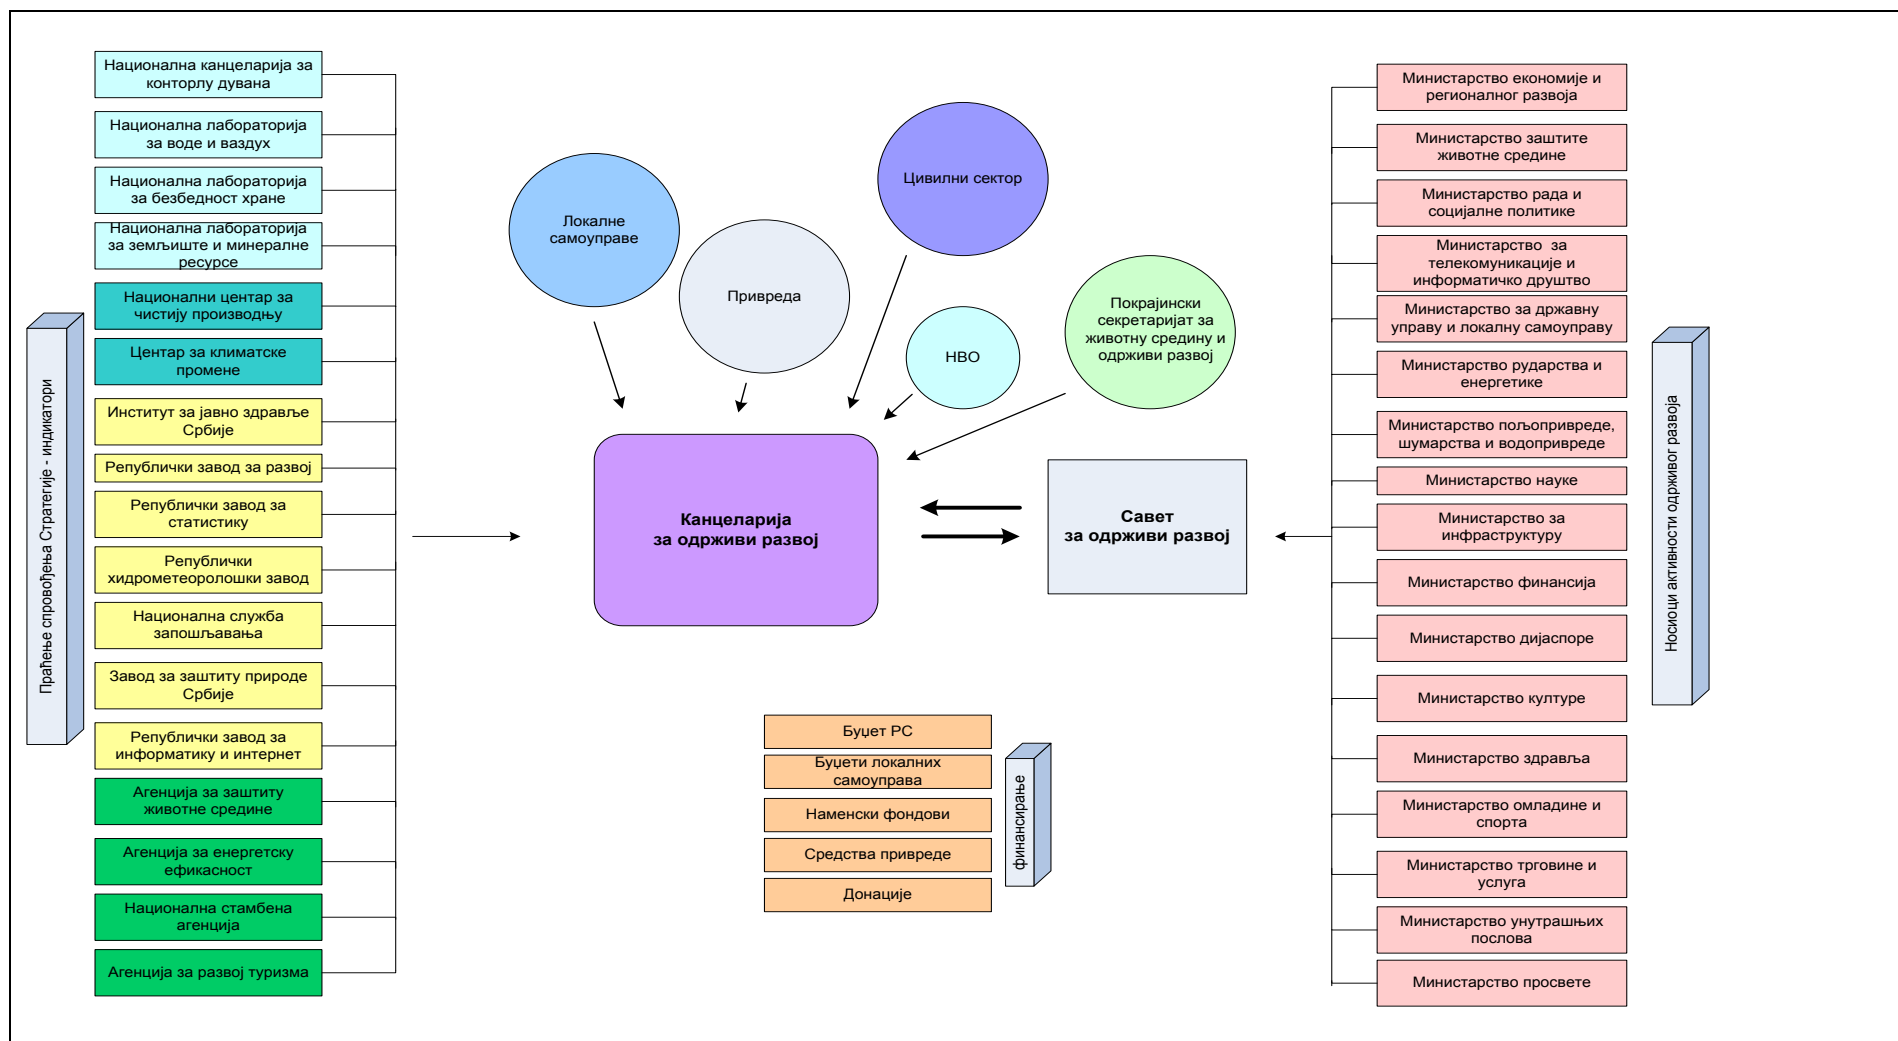 Национална канцеларија за
конторлу дувана
Национална лабораторија
за воде и ваздух
Национална лабораторија
за безбедност хране
Национална лабораторија
за земљиште и минералне
ресурсе
Национални центар за
чистију производњу
Центар за климатске
промене
Институт за јавно здравље
Србије
Републички завод за развој
Републички завод за
статистику
Републички
хидрометеоролошки завод
Национална служба
запошљавања
Завод за заштиту природе
Србије
Републички завод за
информатику и интернет
Агенција за заштиту
животне средине
Агенција за енергетску
ефикасност
Национална стамбена
агенција
Агенција за развој туризма
Праћење спровођења Стратегије - индикатори
Локалне
самоуправе
Привреда
Цивилни сектор
НВО
Покрајински
секретаријат за
животну средину и
одрживи развој
Канцеларија
за одрживи развој
Савет
за одрживи развој
Буџет РС
Буџети локалних
самоуправа
Наменски фондови
Средства привреде
Донације
финансирање
Министарство економије и
регионалног развоја
Министарство заштите
животне средине
Министарство рада и
социјалне политике
Министарство за
телекомуникације и
информатичко друштво
Министарство за државну
управу и локалну самоуправу
Министарство рударства и
енергетике
Министарство пољопривреде,
шумарства и водопривреде
Министарство науке
Министарство за
инфраструктуру
Министарство финансија
Министарство дијаспоре
Министарство културе
Министарство здравља
Министарство омладине и
спорта
Министарство трговине и
услуга
Министарство унутрашњих
послова
Министарство просвете
Носиоци активности одрживог развоја